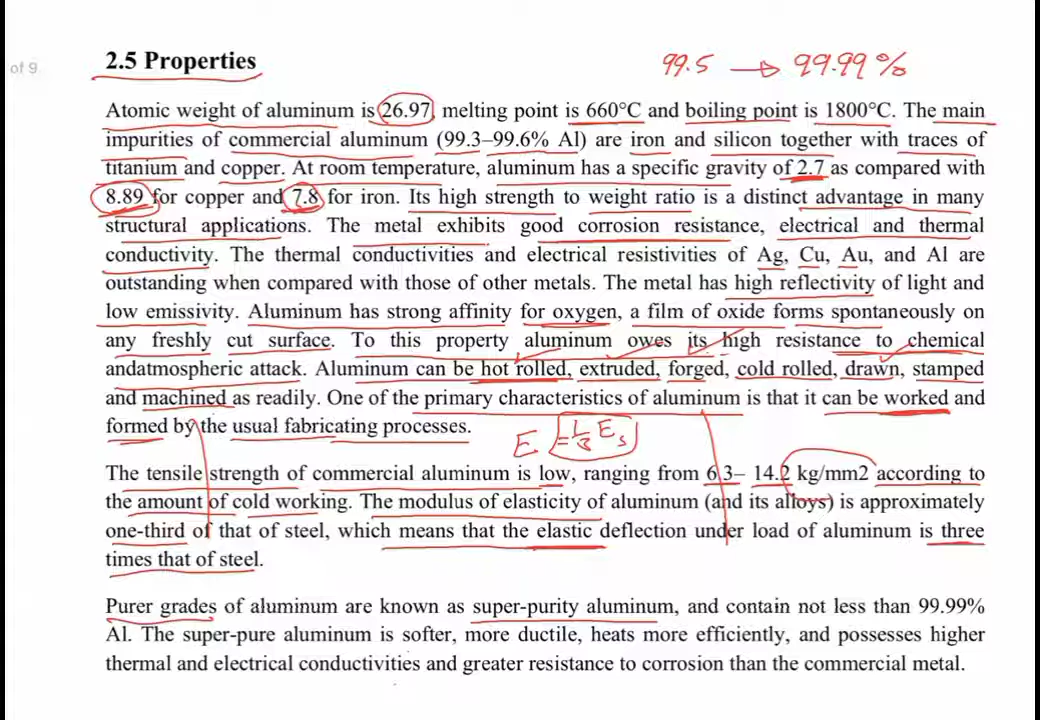 2.5 Properties
99.5 → 99.99%
of 9
Atomic weight of aluminum is 26.97, melting point is 660°C and boiling point is 1800°C. The main
impurities of commercial aluminum (99.3–99.6% Al) are iron and silicon together with traces of
titanium and copper. At room temperature, aluminum has a specific gravity of 2.7 as compared with
8.89 for copper and 7.8 for iron. Its high strength to weight ratio is a distinct advantage in many
structural applications. The metal exhibits good corrosion resistance, electrical and thermal
conductivity. The thermal conductivities and electrical resistivities of Ag, Cu, Au, and Al are
outstanding when compared with those of other metals. The metal has high reflectivity of light and
low emissivity. Aluminum has strong affinity for oxygen, a film of oxide forms spontaneously on
any freshly cut surface. To this property aluminum owes its high resistance to chemical
andatmospheric attack. Aluminum can be hot rolled, extruded, forged, cold rolled, drawn, stamped
and machined as readily. One of the primary characteristics of aluminum is that it can be worked and
formed by the usual fabricating processes.
E = 1/3 Es
The tensile strength of commercial aluminum is low, ranging from 6.3– 14.2 kg/mm2 according to
the amount of cold working. The modulus of elasticity of aluminum (and its alloys) is approximately
one-third of that of steel, which means that the elastic deflection under load of aluminum is three
times that of steel.
Purer grades of aluminum are known as super-purity aluminum, and contain not less than 99.99%
Al. The super-pure aluminum is softer, more ductile, heats more efficiently, and possesses higher
thermal and electrical conductivities and greater resistance to corrosion than the commercial metal.